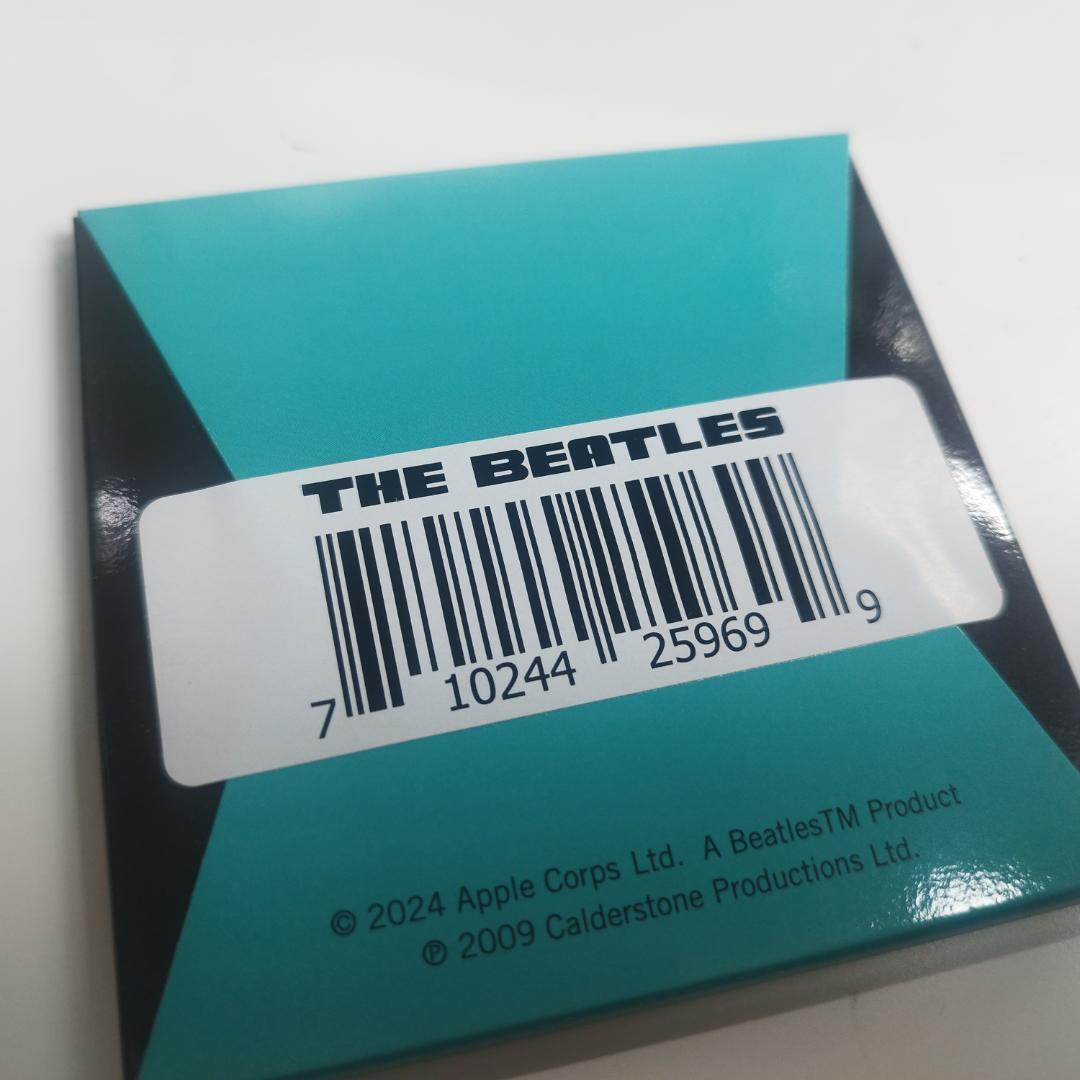 THE BEATLES
7 10244 25969 9
© 2024 Apple Corps Ltd. A BeatlesTM Product
℗ 2009 Calderstone Productions Ltd.